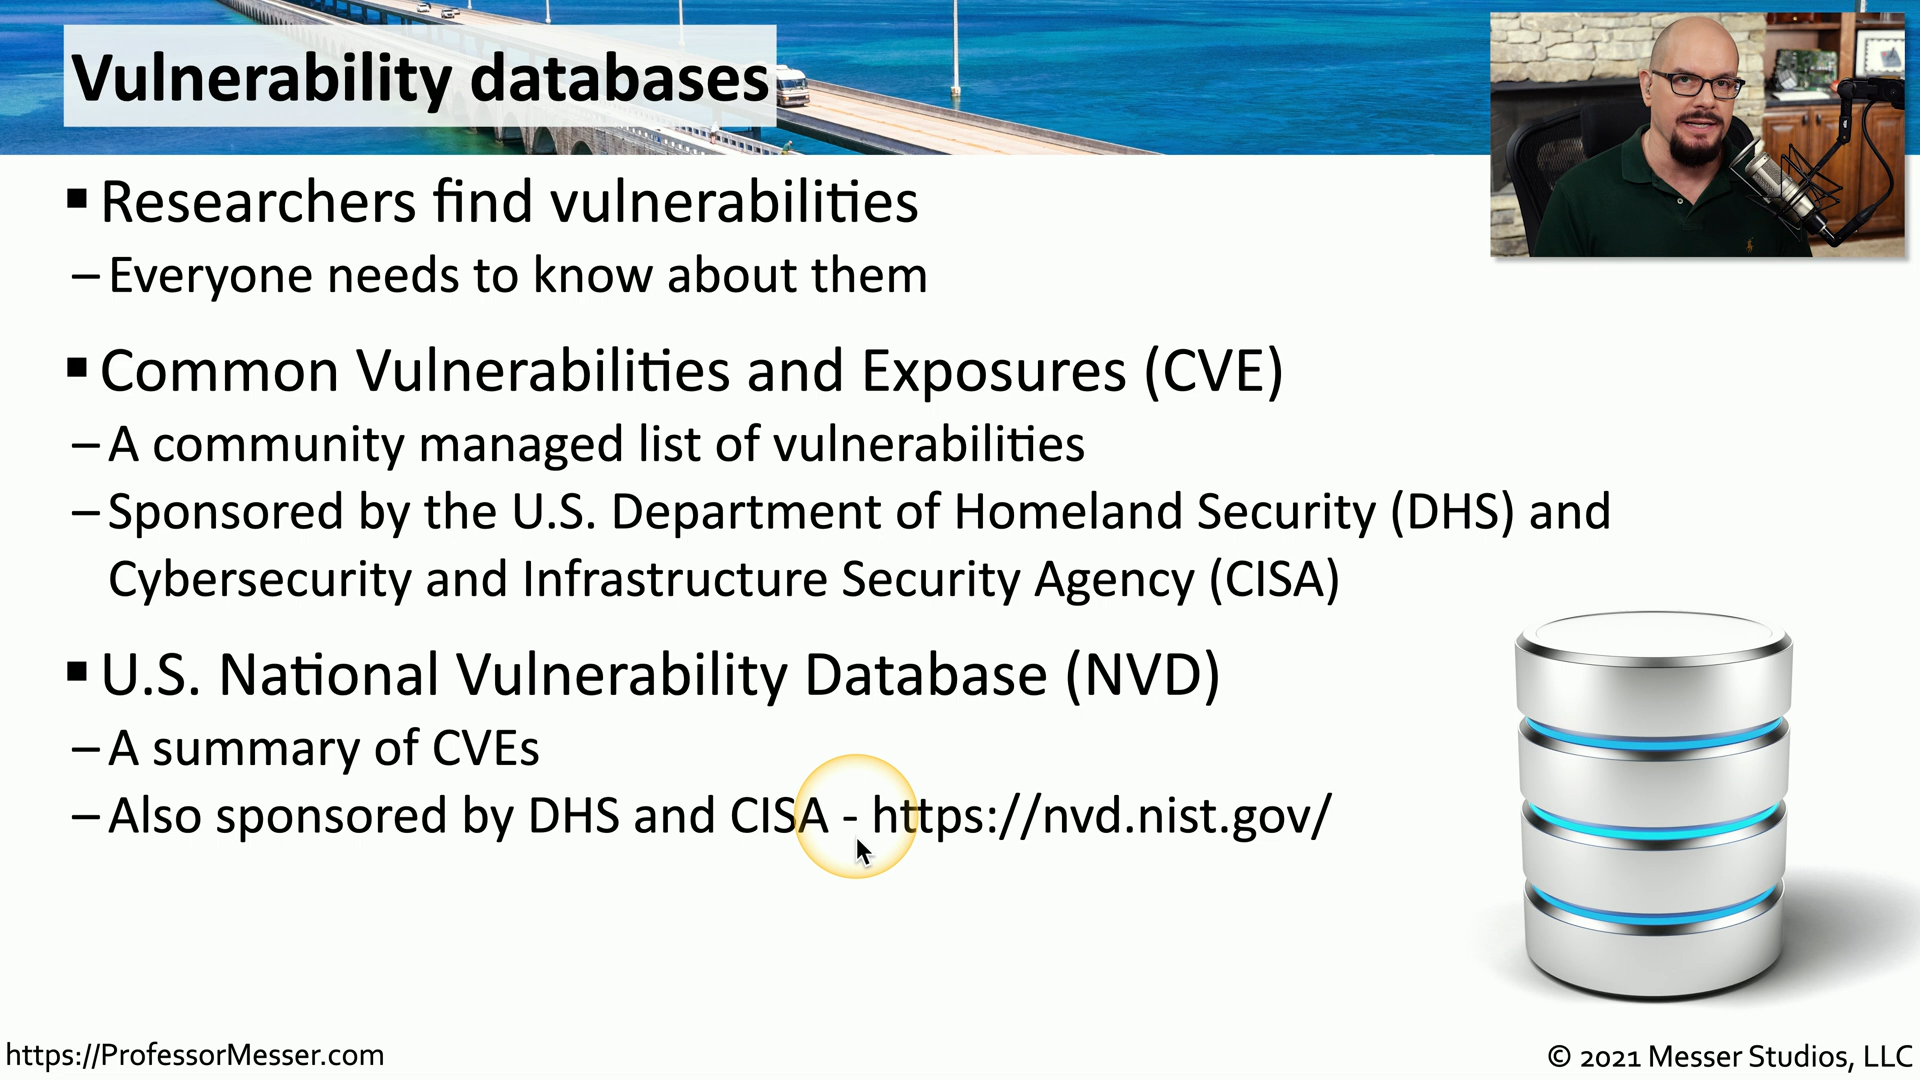 Vulnerability databases
▪ Researchers find vulnerabilities
– Everyone needs to know about them
▪ Common Vulnerabilities and Exposures (CVE)
– A community managed list of vulnerabilities
– Sponsored by the U.S. Department of Homeland Security (DHS) and
Cybersecurity and Infrastructure Security Agency (CISA)
▪ U.S. National Vulnerability Database (NVD)
– A summary of CVEs
– Also sponsored by DHS and CISA - https://nvd.nist.gov/
https://ProfessorMesser.com
© 2021 Messer Studios, LLC